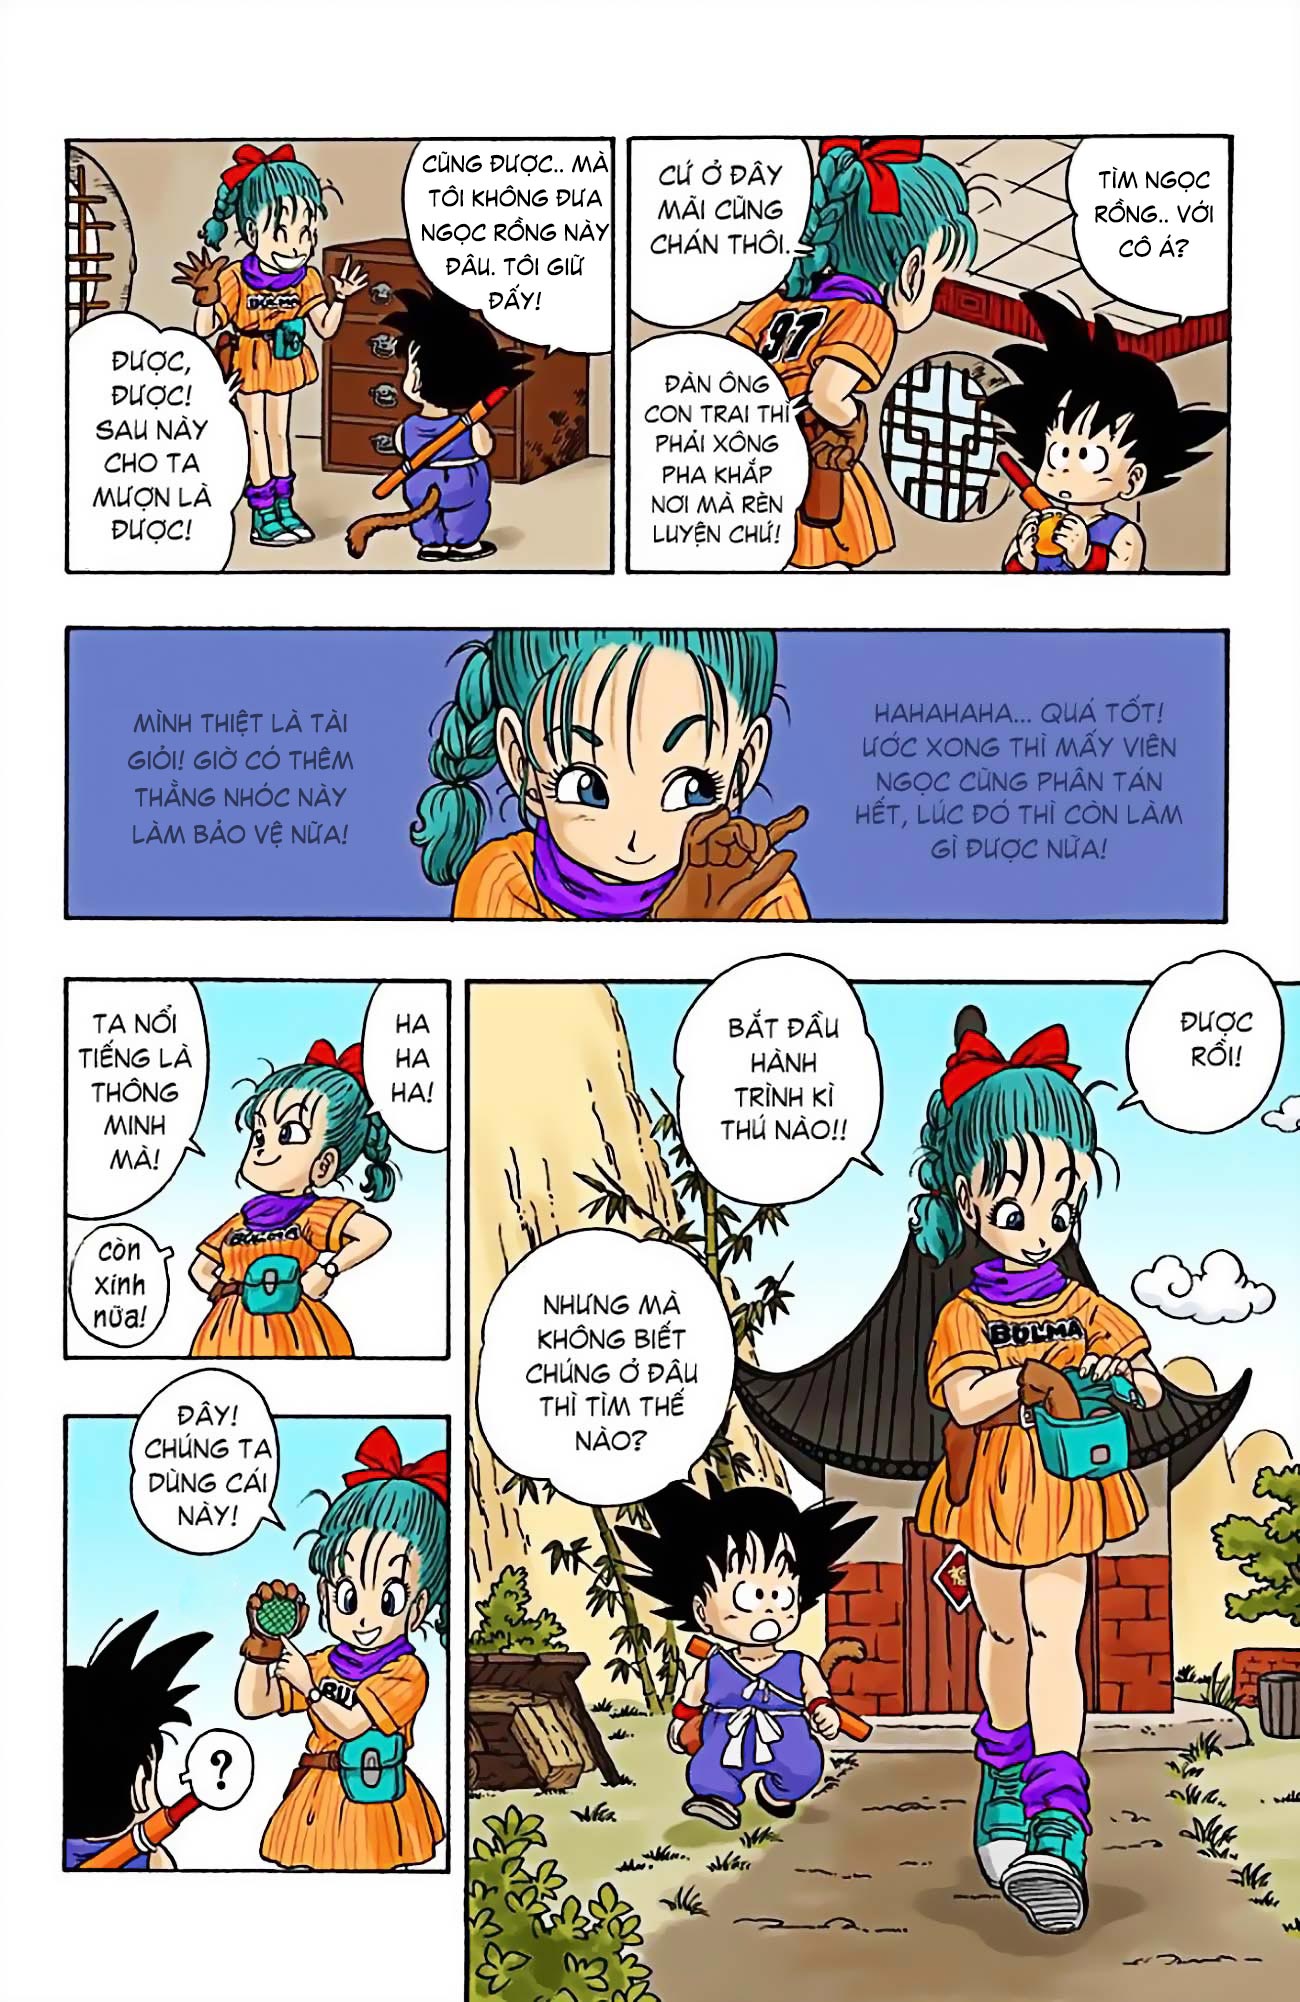 TÌM NGỌC
RỒNG.. VỚI
CÔ Á?
CỨ Ở ĐÂY
MÃI CŨNG
CHÁN THÔI.
97
ĐÀN ÔNG
CON TRAI THÌ
PHẢI XÔNG
PHA KHẮP
NƠI MÀ RÈN
LUYỆN CHỨ!
CŨNG ĐƯỢC.. MÀ
TÔI KHÔNG ĐƯA
NGỌC RỒNG NÀY
ĐÂU. TÔI GIỮ
ĐẤY!
BULMA
ĐƯỢC,
ĐƯỢC!
SAU NÀY
CHO TA
MƯỢN LÀ
ĐƯỢC!
HAHAHAHA... QUÁ TỐT!
ƯỚC XONG THÌ MẤY VIÊN
NGỌC CŨNG PHÂN TÁN
HẾT, LÚC ĐÓ THÌ CÒN LÀM
GÌ ĐƯỢC NỮA!
MÌNH THIỆT LÀ TÀI
GIỎI! GIỜ CÓ THÊM
THẰNG NHÓC NÀY
LÀM BẢO VỆ NỮA!
ĐƯỢC
RỒI!
BẮT ĐẦU
HÀNH
TRÌNH KÌ
THÚ NÀO!!
NHƯNG MÀ
KHÔNG BIẾT
CHÚNG Ở ĐÂU
THÌ TÌM THẾ
NÀO?
BULMA
福
HA
HA
HA!
TA NỔI
TIẾNG LÀ
THÔNG
MINH
MÀ!
BULMA
còn
xinh
nữa!
ĐÂY!
CHÚNG TA
DÙNG CÁI
NÀY!
BULM
?